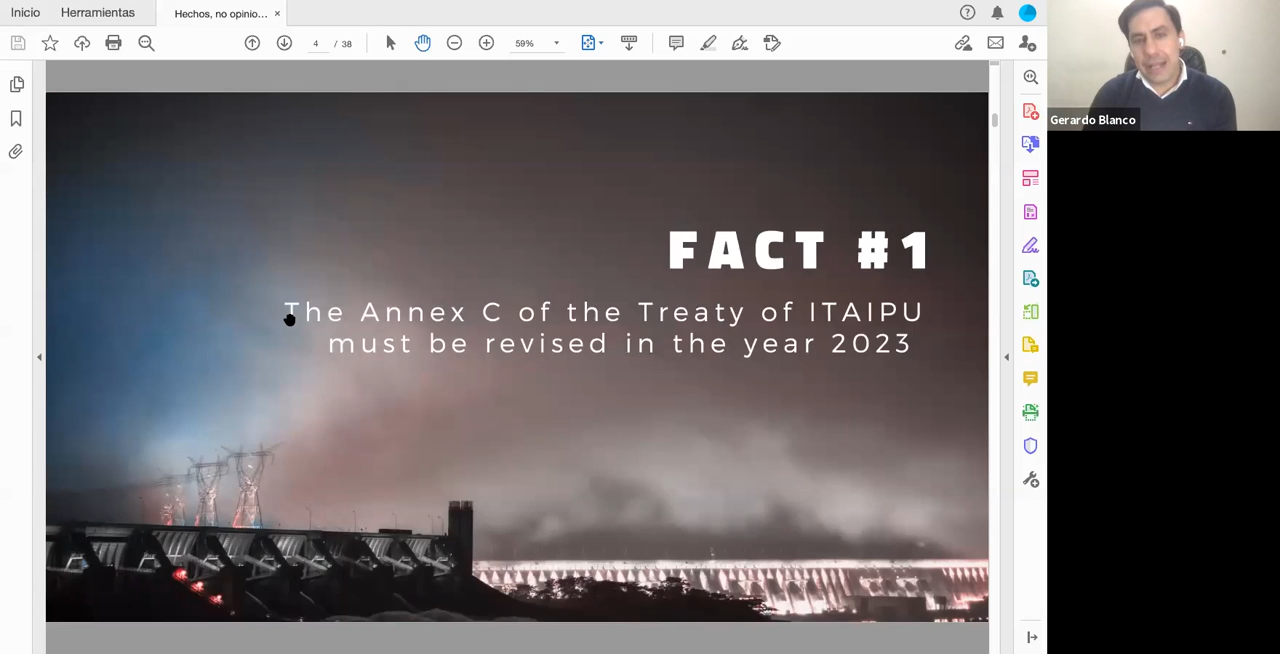 Inicio
Herramientas
Hechos, no opinio...
4 / 38
59%
Gerardo Blanco
FACT #1
The Annex C of the Treaty of ITAIPU
must be revised in the year 2023